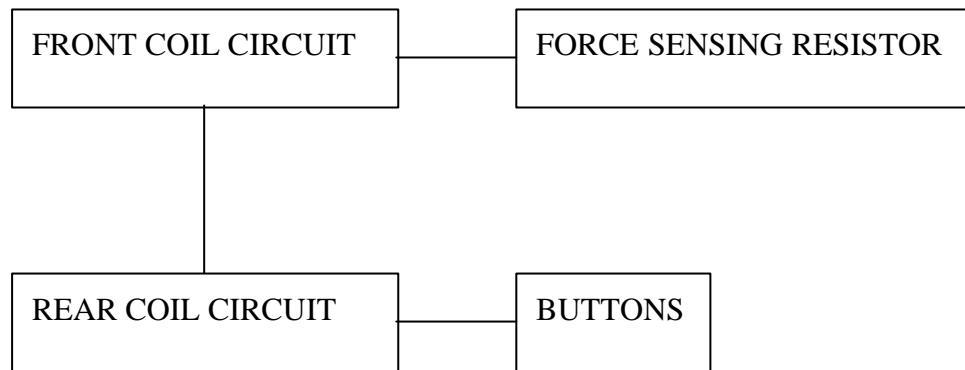 FRONT COIL CIRCUIT
FORCE SENSING RESISTOR
REAR COIL CIRCUIT
BUTTONS